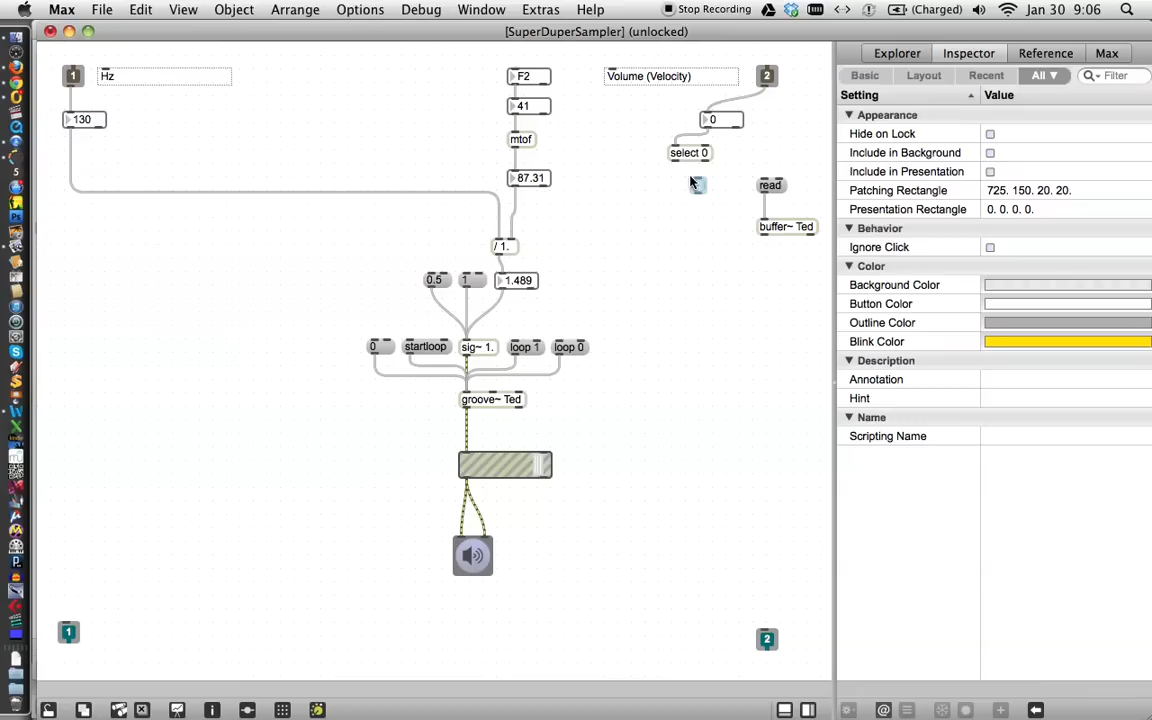 Max File Edit View Object Arrange Options Debug Window Extras Help Stop Recording (Charged) Jan 30 9:06
[SuperDuperSampler] (unlocked)
1 Hz F2 Volume (Velocity) 2
130 41 0
mtof select 0
87.31 read
buffer~ Ted
/ 1.
0.5 1 1.489
0 startloop sig~ 1. loop 1 loop 0
groove~ Ted
1 2
Explorer Inspector Reference Max
Basic Layout Recent All Filter
Setting Value
Appearance
Hide on Lock
Include in Background
Include in Presentation
Patching Rectangle 725. 150. 20. 20.
Presentation Rectangle 0. 0. 0. 0.
Behavior
Ignore Click
Color
Background Color
Button Color
Outline Color
Blink Color
Description
Annotation
Hint
Name
Scripting Name